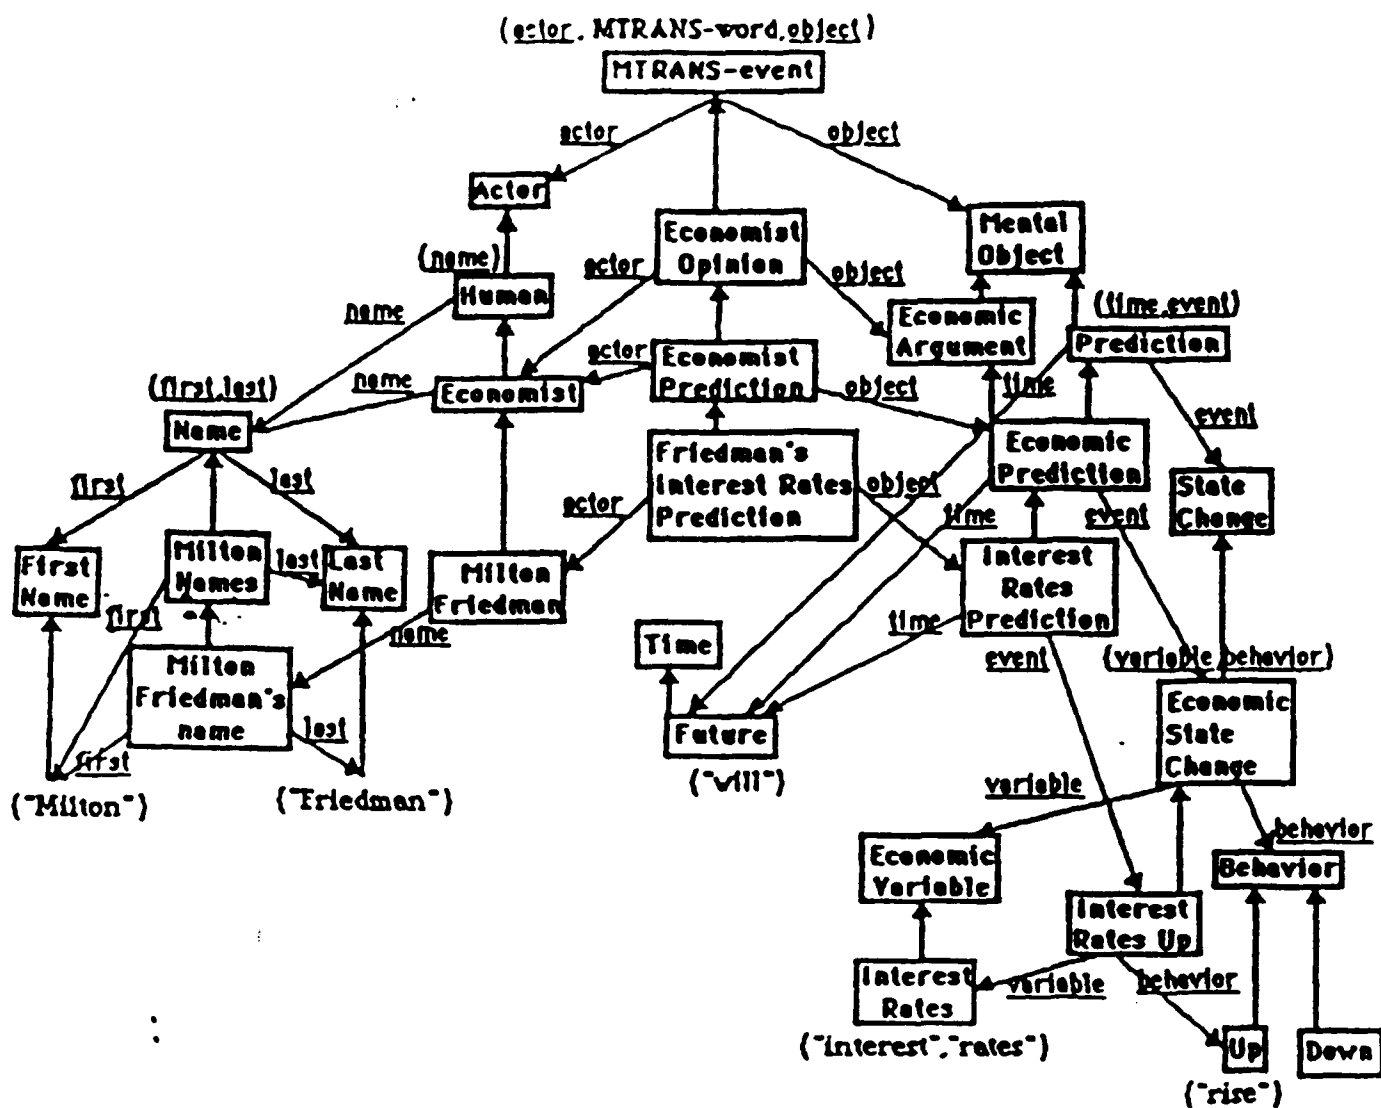 (actor, MTRANS-word, object)
MTRANS-event
actor
object
Actor
Economist
Opinion
Mental
Object
(name)
Human
actor
object
name
Economic
Argument
(time,event)
Prediction
Economist
Prediction
actor
name
Economist
object
time
(first,last)
Name
event
Friedman's
Interest Rates
Prediction
Economic
Prediction
first
last
object
State
Change
actor
time
event
First
Name
Milton
Names
last
Last
Name
Milton
Friedman
Interest
Rates
Prediction
first
name
time
Time
event
(variable,behavior)
Milton
Friedman's
name
last
first
Future
Economic
State
Change
("Milton")
("Friedman")
("will")
variable
behavior
Economic
Variable
Behavior
Interest
Rates Up
Interest
Rates
variable
behavior
("interest","rates")
Up
Down
("rise")